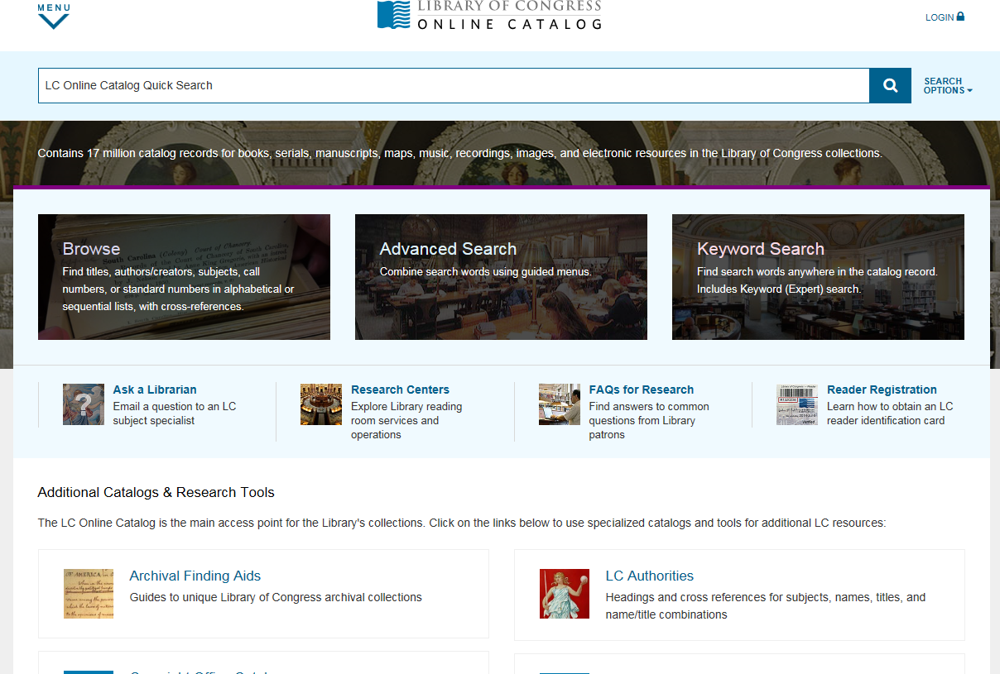 MENU
LIBRARY OF CONGRESS
ONLINE CATALOG
LOGIN
LC Online Catalog Quick Search
SEARCH
OPTIONS
Contains 17 million catalog records for books, serials, manuscripts, maps, music, recordings, images, and electronic resources in the Library of Congress collections.
Browse
Find titles, authors/creators, subjects, call
numbers, or standard numbers in alphabetical or
sequential lists, with cross-references.
Advanced Search
Combine search words using guided menus.
Keyword Search
Find search words anywhere in the catalog record.
Includes Keyword (Expert) search.
Ask a Librarian
Email a question to an LC
subject specialist
Research Centers
Explore Library reading
room services and
operations
FAQs for Research
Find answers to common
questions from Library
patrons
Reader Registration
Learn how to obtain an LC
reader identification card
Additional Catalogs & Research Tools
The LC Online Catalog is the main access point for the Library's collections. Click on the links below to use specialized catalogs and tools for additional LC resources:
Archival Finding Aids
Guides to unique Library of Congress archival collections
LC Authorities
Headings and cross references for subjects, names, titles, and
name/title combinations